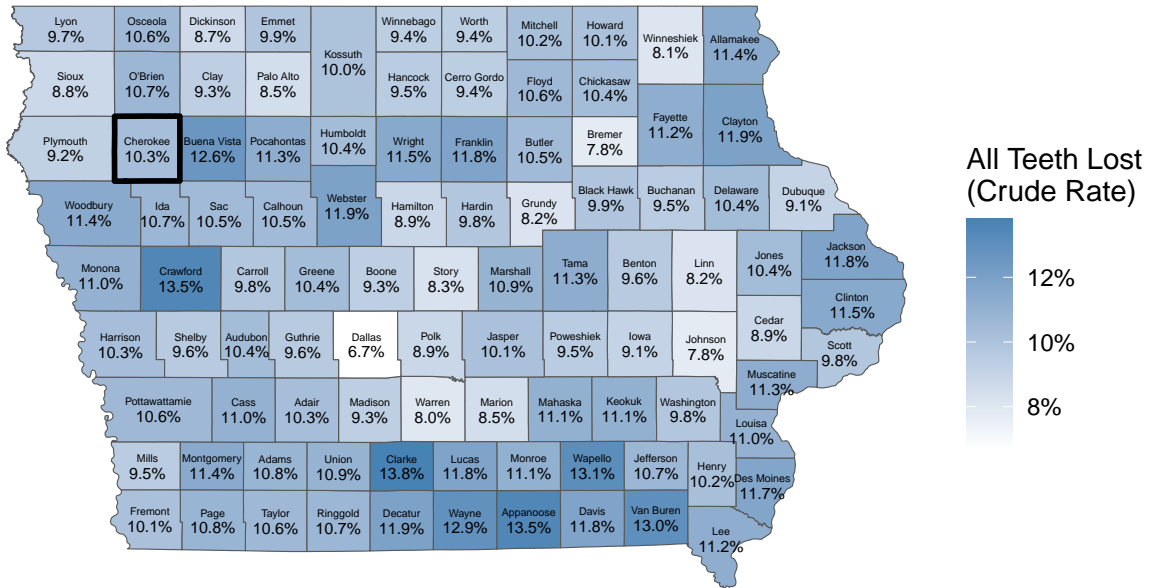 Lyon
9.7%
Osceola
10.6%
Dickinson
8.7%
Emmet
9.9%
Kossuth
10.0%
Winnebago
9.4%
Worth
9.4%
Mitchell
10.2%
Howard
10.1%
Winneshiek
8.1%
Allamakee
11.4%
Sioux
8.8%
O'Brien
10.7%
Clay
9.3%
Palo Alto
8.5%
Hancock
9.5%
Cerro Gordo
9.4%
Floyd
10.6%
Chickasaw
10.4%
Fayette
11.2%
Clayton
11.9%
Plymouth
9.2%
Cherokee
10.3%
Buena Vista
12.6%
Pocahontas
11.3%
Humboldt
10.4%
Wright
11.5%
Franklin
11.8%
Butler
10.5%
Bremer
7.8%
Woodbury
11.4%
Ida
10.7%
Sac
10.5%
Calhoun
10.5%
Webster
11.9%
Hamilton
8.9%
Hardin
9.8%
Grundy
8.2%
Black Hawk
9.9%
Buchanan
9.5%
Delaware
10.4%
Dubuque
9.1%
Monona
11.0%
Crawford
13.5%
Carroll
9.8%
Greene
10.4%
Boone
9.3%
Story
8.3%
Marshall
10.9%
Tama
11.3%
Benton
9.6%
Linn
8.2%
Jones
10.4%
Jackson
11.8%
Clinton
11.5%
Harrison
10.3%
Shelby
9.6%
Audubon
10.4%
Guthrie
9.6%
Dallas
6.7%
Polk
8.9%
Jasper
10.1%
Poweshiek
9.5%
Iowa
9.1%
Johnson
7.8%
Cedar
8.9%
Scott
9.8%
Muscatine
11.3%
Pottawattamie
10.6%
Cass
11.0%
Adair
10.3%
Madison
9.3%
Warren
8.0%
Marion
8.5%
Mahaska
11.1%
Keokuk
11.1%
Washington
9.8%
Louisa
11.0%
Mills
9.5%
Montgomery
11.4%
Adams
10.8%
Union
10.9%
Clarke
13.8%
Lucas
11.8%
Monroe
11.1%
Wapello
13.1%
Jefferson
10.7%
Henry
10.2%
Des Moines
11.7%
Fremont
10.1%
Page
10.8%
Taylor
10.6%
Ringgold
10.7%
Decatur
11.9%
Wayne
12.9%
Appanoose
13.5%
Davis
11.8%
Van Buren
13.0%
Lee
11.2%
All Teeth Lost
(Crude Rate)
12%
10%
8%